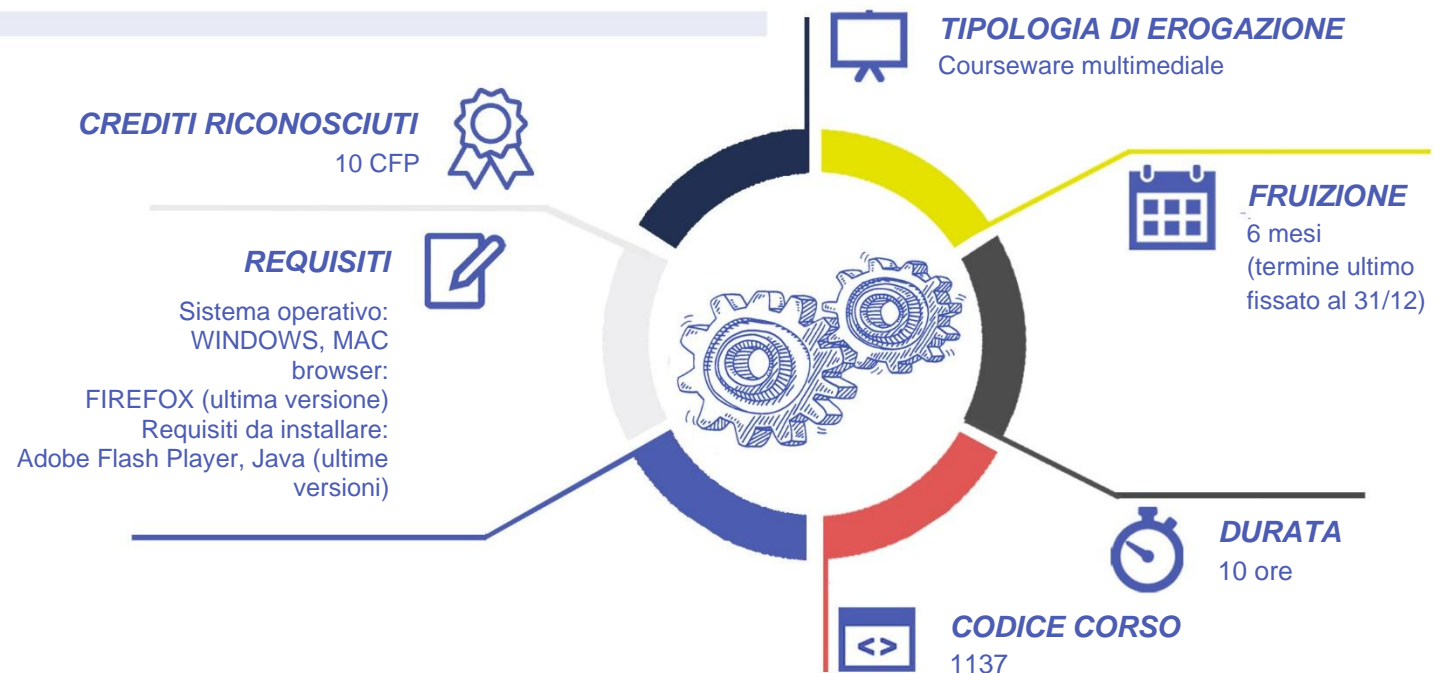 TIPOLOGIA DI EROGAZIONE
Courseware multimediale
CREDITI RICONOSCIUTI
10 CFP
FRUIZIONE
6 mesi
(termine ultimo
fissato al 31/12)
REQUISITI
Sistema operativo:
WINDOWS, MAC
browser:
FIREFOX (ultima versione)
Requisiti da installare:
Adobe Flash Player, Java (ultime
versioni)
DURATA
10 ore
<>
CODICE CORSO
1137